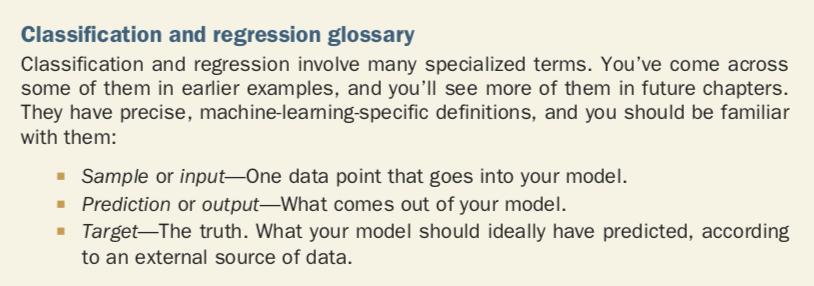 Classification and regression glossary
Classification and regression involve many specialized terms. You’ve come across
some of them in earlier examples, and you’ll see more of them in future chapters.
They have precise, machine-learning-specific definitions, and you should be familiar
with them:
■ Sample or input—One data point that goes into your model.
■ Prediction or output—What comes out of your model.
■ Target—The truth. What your model should ideally have predicted, according
to an external source of data.